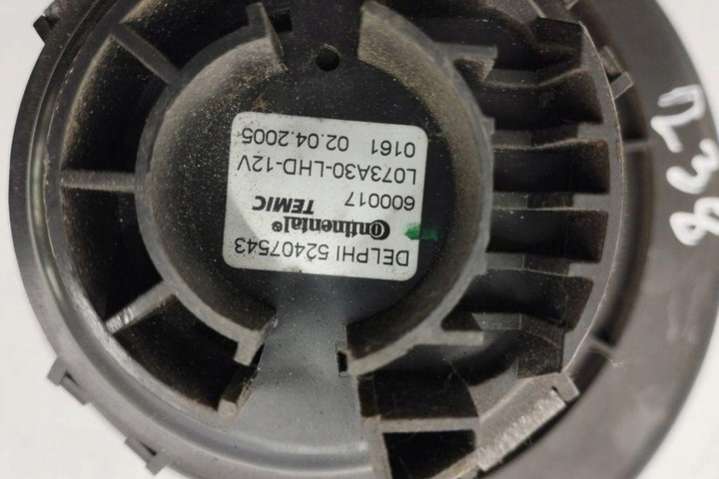 DELPHI 52407543
Continental®
TEMIC
600017
L073A30-LHD-12V
0161 02.04.2005